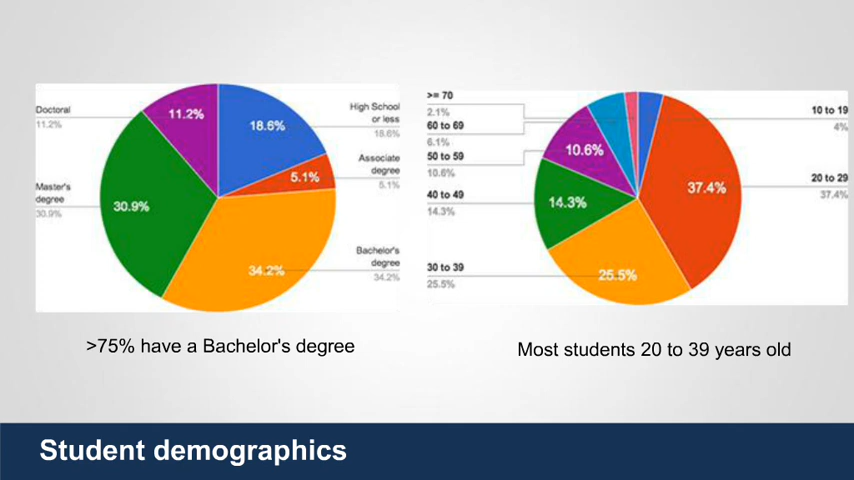 Doctoral
11.2%
Master's
degree
30.9%
11.2%
18.6%
5.1%
30.9%
34.2%
High School
or less
18.6%
Associate
degree
5.1%
Bachelor's
degree
34.2%
>75% have a Bachelor's degree
>= 70
2.1%
60 to 69
6.1%
50 to 59
10.6%
40 to 49
14.3%
30 to 39
25.5%
10.6%
37.4%
14.3%
25.5%
10 to 19
4%
20 to 29
37.4%
Most students 20 to 39 years old
Student demographics